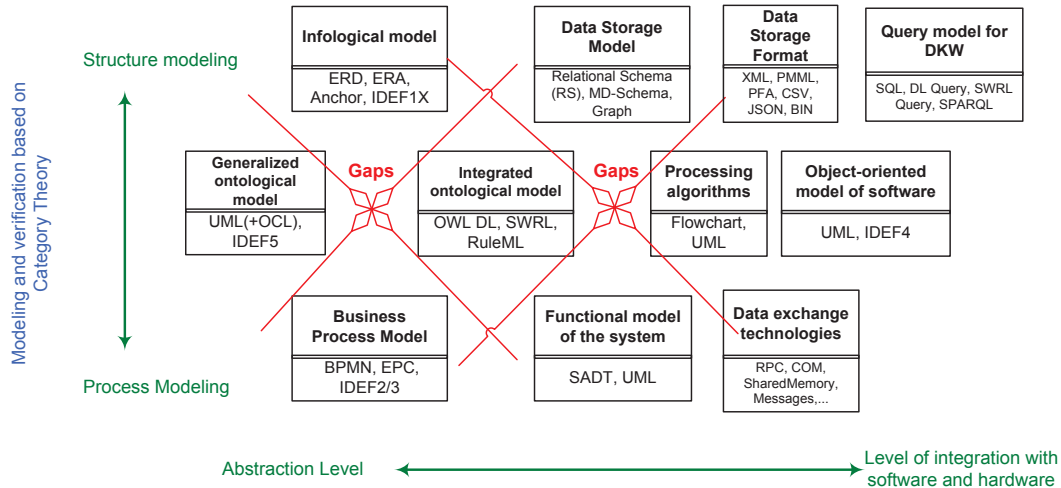 Modeling and verification based on
Category Theory
Structure modeling
Infological model
ERD, ERA,
Anchor, IDEF1X
Data Storage
Model
Relational Schema
(RS), MD-Schema,
Graph
Data
Storage
Format
XML, PMML,
PFA, CSV,
JSON, BIN
Query model for
DKW
SQL, DL Query, SWRL
Query, SPARQL
Generalized
ontological
model
UML(+OCL),
IDEF5
Gaps
Integrated
ontological model
OWL DL, SWRL,
RuleML
Gaps
Processing
algorithms
Flowchart,
UML
Object-oriented
model of software
UML, IDEF4
Business
Process Model
BPMN, EPC,
IDEF2/3
Functional model
of the system
SADT, UML
Data exchange
technologies
RPC, COM,
SharedMemory,
Messages,...
Process Modeling
Abstraction Level
Level of integration with
software and hardware